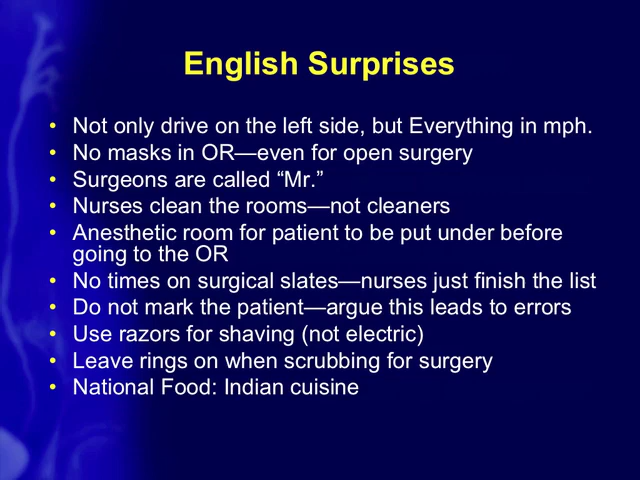 English Surprises
• Not only drive on the left side, but Everything in mph.
• No masks in OR—even for open surgery
• Surgeons are called “Mr.”
• Nurses clean the rooms—not cleaners
• Anesthetic room for patient to be put under before
going to the OR
• No times on surgical slates—nurses just finish the list
• Do not mark the patient—argue this leads to errors
• Use razors for shaving (not electric)
• Leave rings on when scrubbing for surgery
• National Food: Indian cuisine